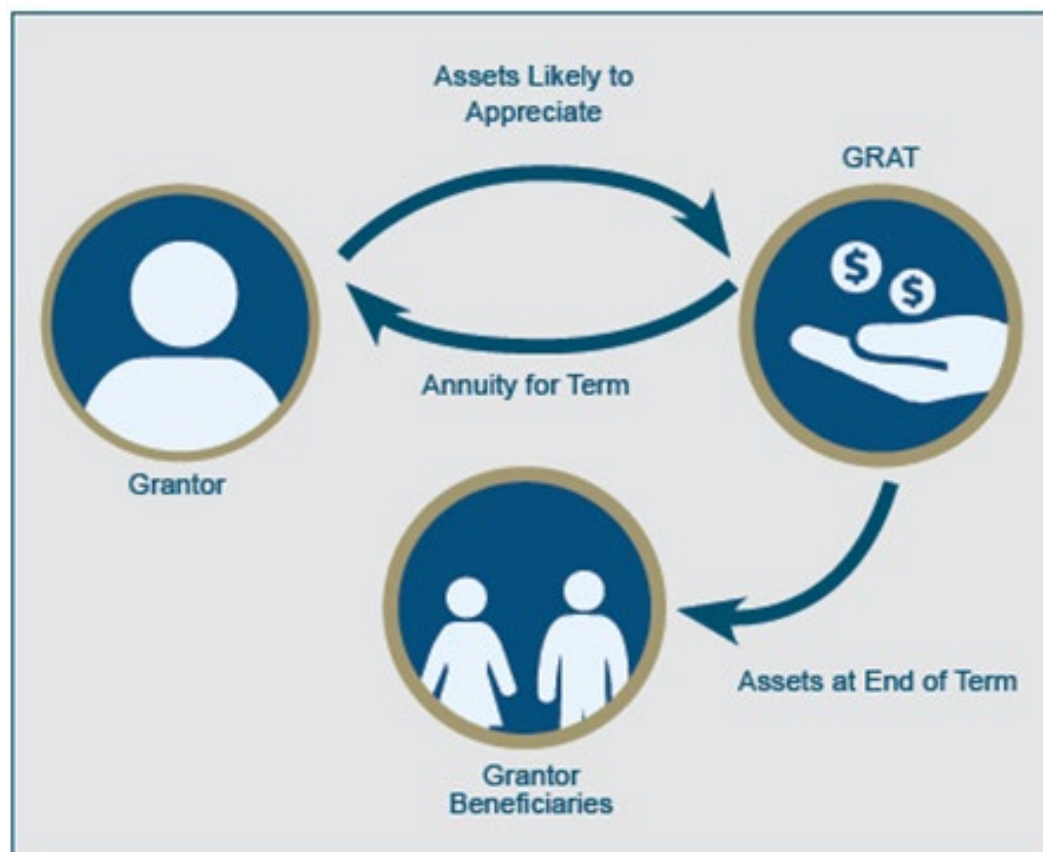 Assets Likely to
Appreciate
GRAT
$
$
Annuity for Term
Grantor
Assets at End of Term
Grantor
Beneficiaries